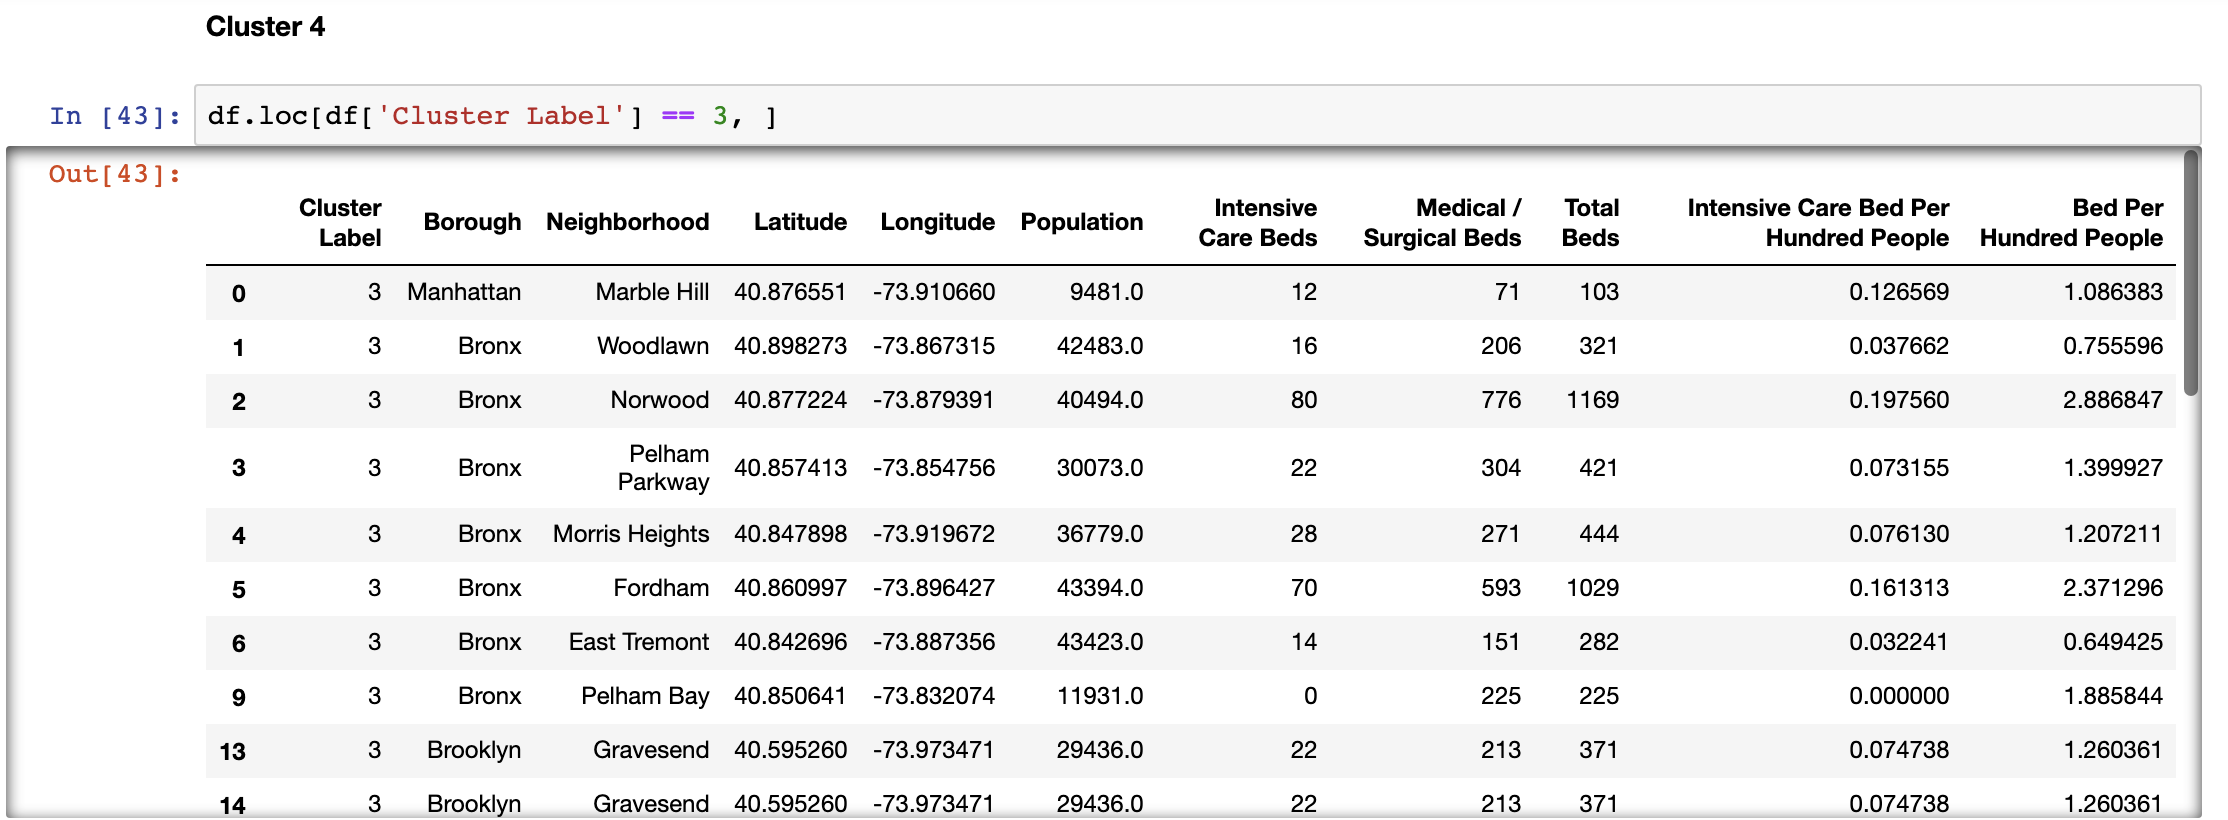 Cluster 4
In [43]: df.loc[df['Cluster Label'] == 3, ]
Out[43]:
Cluster Label Borough Neighborhood Latitude Longitude Population Intensive Care Beds Medical / Surgical Beds Total Beds Intensive Care Bed Per Hundred People Bed Per Hundred People
0 3 Manhattan Marble Hill 40.876551 -73.910660 9481.0 12 71 103 0.126569 1.086383
1 3 Bronx Woodlawn 40.898273 -73.867315 42483.0 16 206 321 0.037662 0.755596
2 3 Bronx Norwood 40.877224 -73.879391 40494.0 80 776 1169 0.197560 2.886847
3 3 Bronx Pelham Parkway 40.857413 -73.854756 30073.0 22 304 421 0.073155 1.399927
4 3 Bronx Morris Heights 40.847898 -73.919672 36779.0 28 271 444 0.076130 1.207211
5 3 Bronx Fordham 40.860997 -73.896427 43394.0 70 593 1029 0.161313 2.371296
6 3 Bronx East Tremont 40.842696 -73.887356 43423.0 14 151 282 0.032241 0.649425
9 3 Bronx Pelham Bay 40.850641 -73.832074 11931.0 0 225 225 0.000000 1.885844
13 3 Brooklyn Gravesend 40.595260 -73.973471 29436.0 22 213 371 0.074738 1.260361
14 3 Brooklyn Gravesend 40.595260 -73.973471 29436.0 22 213 371 0.074738 1.260361